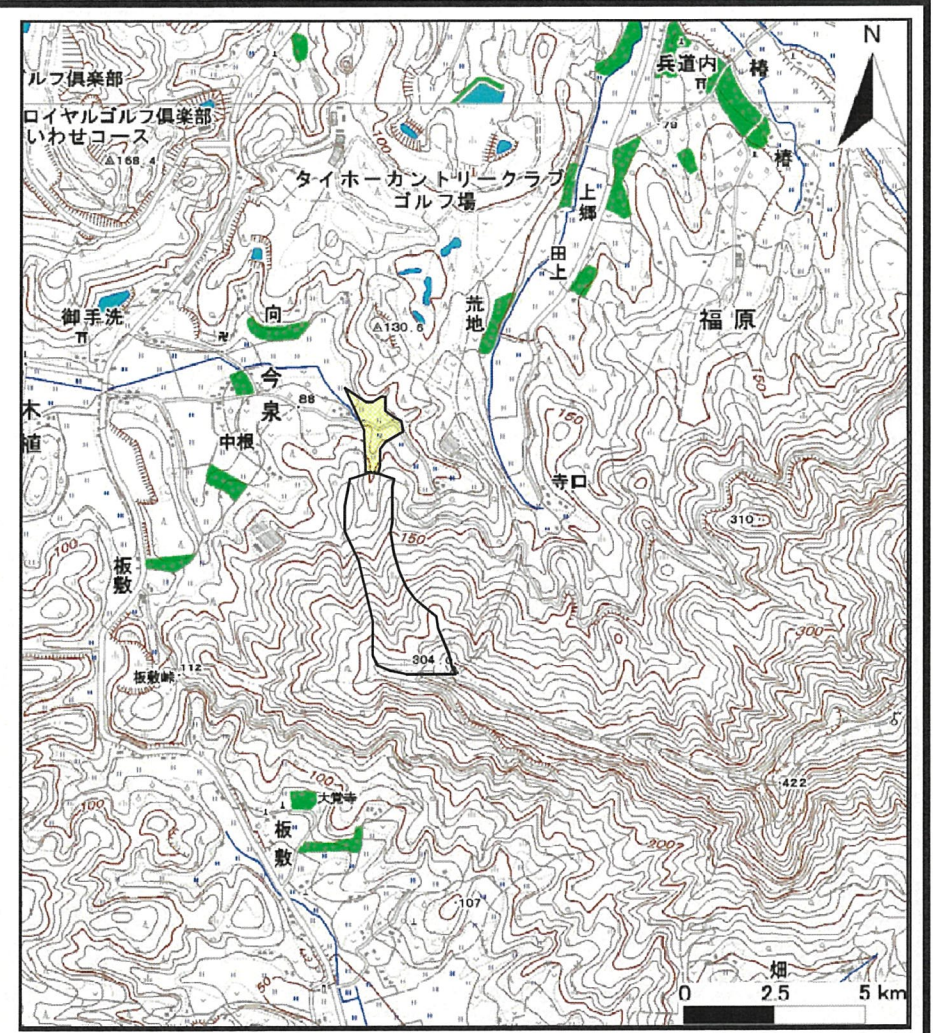 N
兵道内
椿
ルフ倶楽部
ロイヤルゴルフ倶楽部
いわせコース
168.4
100
79
椿
タイホーカントリークラブ
ゴルフ場
上郷
田上
荒地
福原
御手洗
向
130.6
今泉
88
中根
木植
150
150
寺口
310
100
板敷
150
300
304.0
板敷峠
112
422
100
大覚寺
100
板敷
200
107
50
畑
0 2.5 5 km